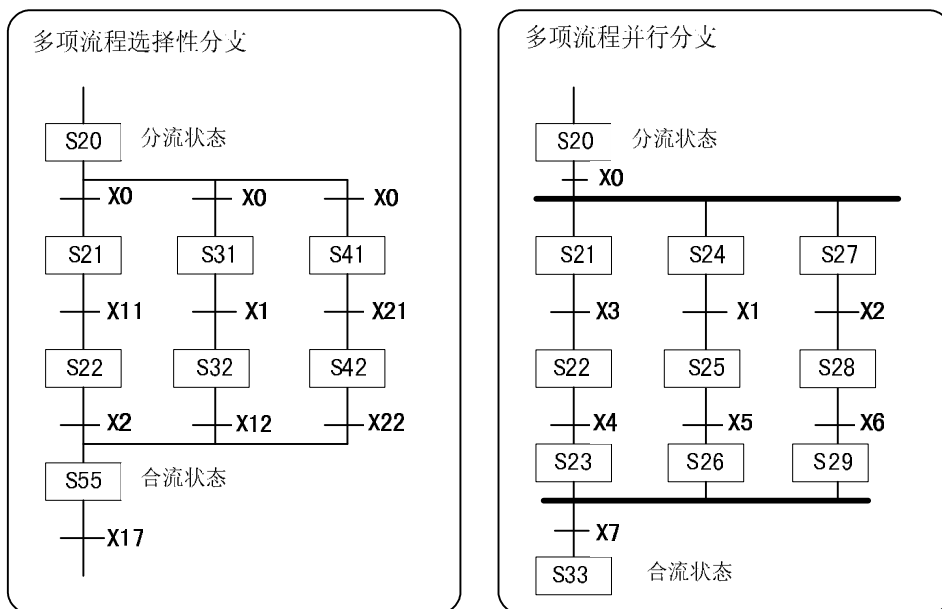 多项流程选择性分支
S20
分流状态
X0
X0
X0
S21
S31
S41
X11
X1
X21
S22
S32
S42
X2
X12
X22
S55
合流状态
X17
多项流程并行分支
S20
分流状态
X0
S21
S24
S27
X3
X1
X2
S22
S25
S28
X4
X5
X6
S23
S26
S29
X7
S33
合流状态